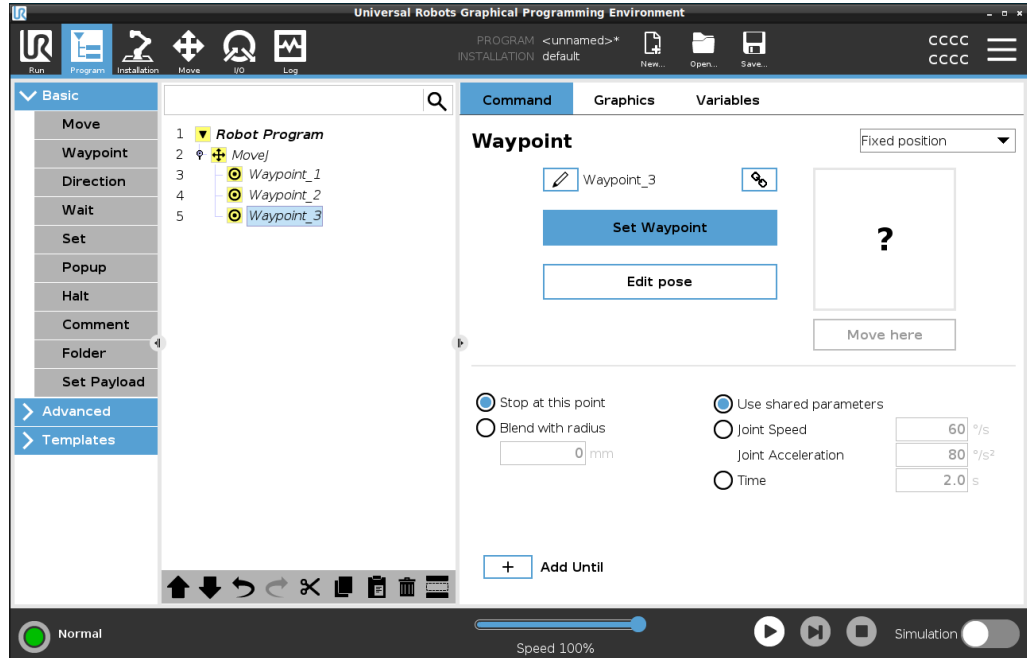 Universal Robots Graphical Programming Environment
UR
Run
Program
Installation
Move
I/O
Log
PROGRAM <unnamed>*
INSTALLATION default
New...
Open...
Save...
CCCC
CCCC
Basic
Move
Waypoint
Direction
Wait
Set
Popup
Halt
Comment
Folder
Set Payload
Advanced
Templates
1 Robot Program
2 MoveJ
3 Waypoint_1
4 Waypoint_2
5 Waypoint_3
Command Graphics Variables
Waypoint
Fixed position
Waypoint_3
Set Waypoint
Edit pose
?
Move here
Stop at this point
Blend with radius
0 mm
Use shared parameters
Joint Speed 60 °/s
Joint Acceleration 80 °/s²
Time 2.0 s
+ Add Until
Normal
Speed 100%
Simulation